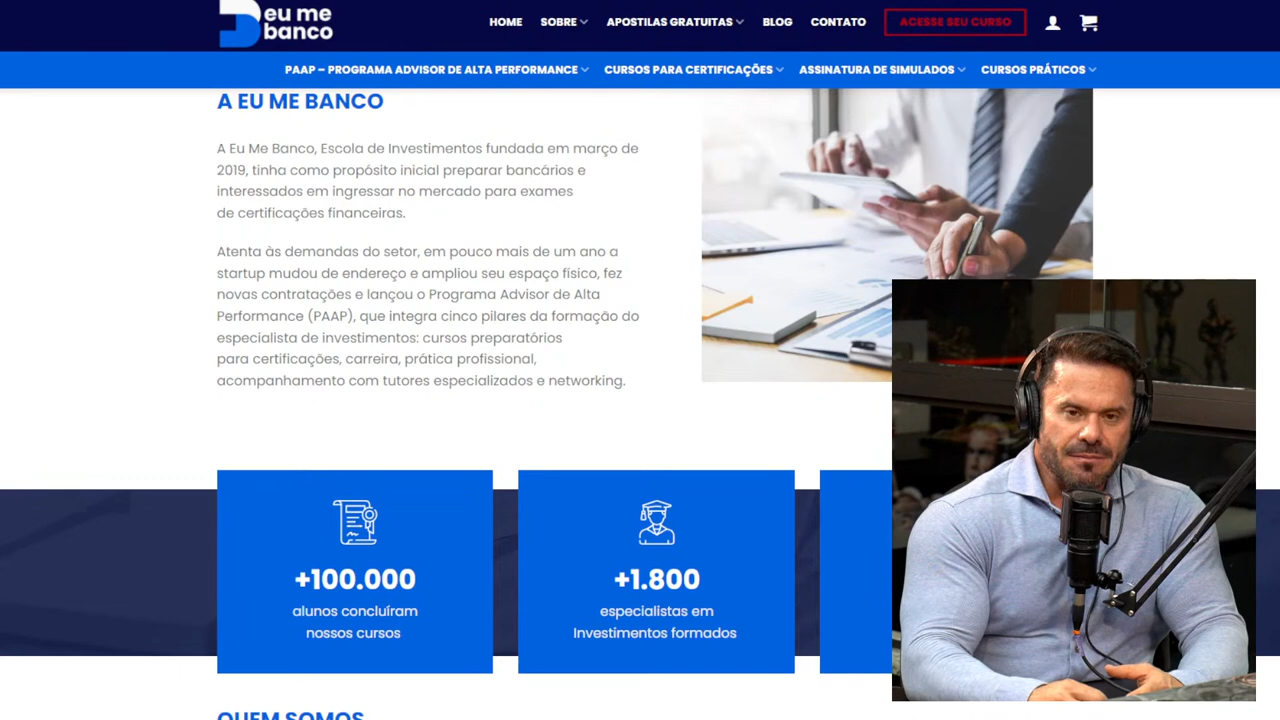 eu me
banco
HOME SOBRE APOSTILAS GRATUITAS BLOG CONTATO ACESSE SEU CURSO
PAAP – PROGRAMA ADVISOR DE ALTA PERFORMANCE CURSOS PARA CERTIFICAÇÕES ASSINATURA DE SIMULADOS CURSOS PRÁTICOS
A EU ME BANCO
A Eu Me Banco, Escola de Investimentos fundada em março de
2019, tinha como propósito inicial preparar bancários e
interessados em ingressar no mercado para exames
de certificações financeiras.
Atenta às demandas do setor, em pouco mais de um ano a
startup mudou de endereço e ampliou seu espaço físico, fez
novas contratações e lançou o Programa Advisor de Alta
Performance (PAAP), que integra cinco pilares da formação do
especialista de investimentos: cursos preparatórios
para certificações, carreira, prática profissional,
acompanhamento com tutores especializados e networking.
+100.000
alunos concluíram
nossos cursos
+1.800
especialistas em
Investimentos formados
QUEM SOMOS